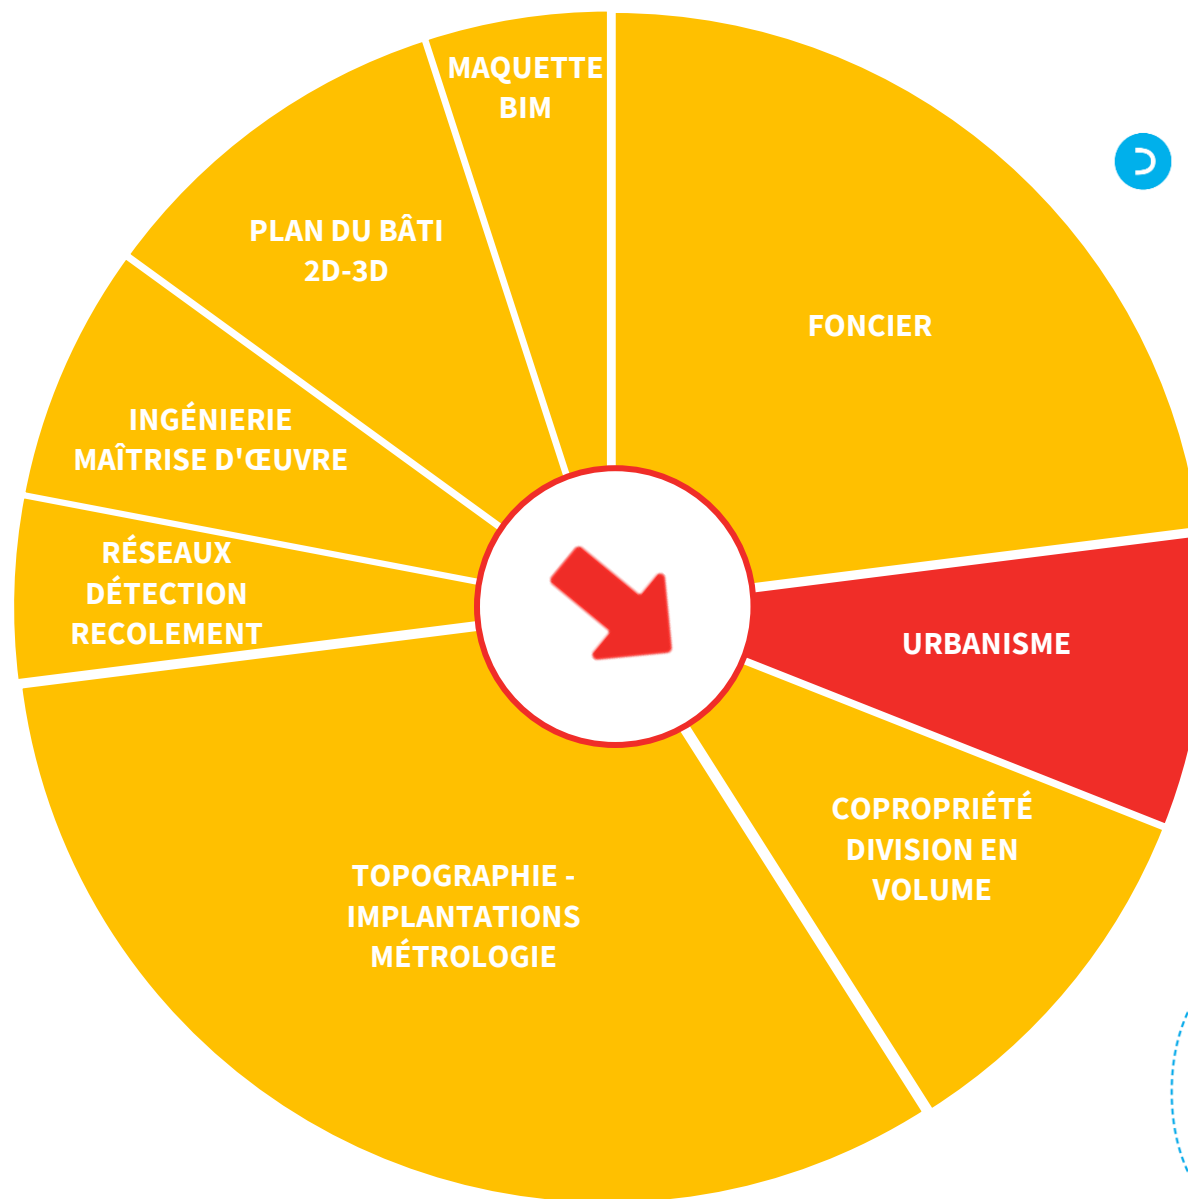 MAQUETTE
BIM
FONCIER
PLAN DU BÂTI
2D-3D
INGÉNIERIE
MAÎTRISE D'ŒUVRE
RÉSEAUX
DÉTECTION
RECOLEMENT
URBANISME
COPROPRIÉTÉ
DIVISION EN
VOLUME
TOPOGRAPHIE -
IMPLANTATIONS
MÉTROLOGIE